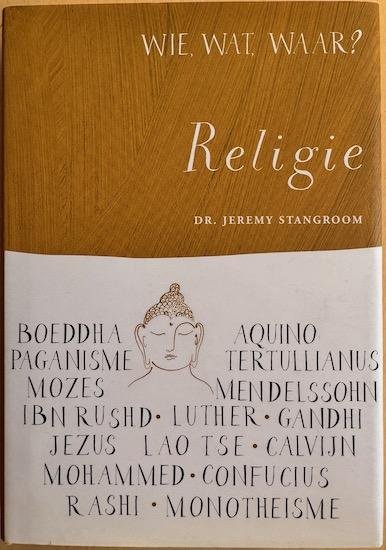 WIE, WAT, WAAR?
Religie
DR. JEREMY STANGROOM
BOEDDHA AQUINO
PAGANISME TERTULLIANUS
MOZES MENDELSSOHN
IBN RUSHD • LUTHER • GANDHI
JEZUS LAO TSE • CALVIJN
MOHAMMED • CONFUCIUS
RASHI • MONOTHEISME